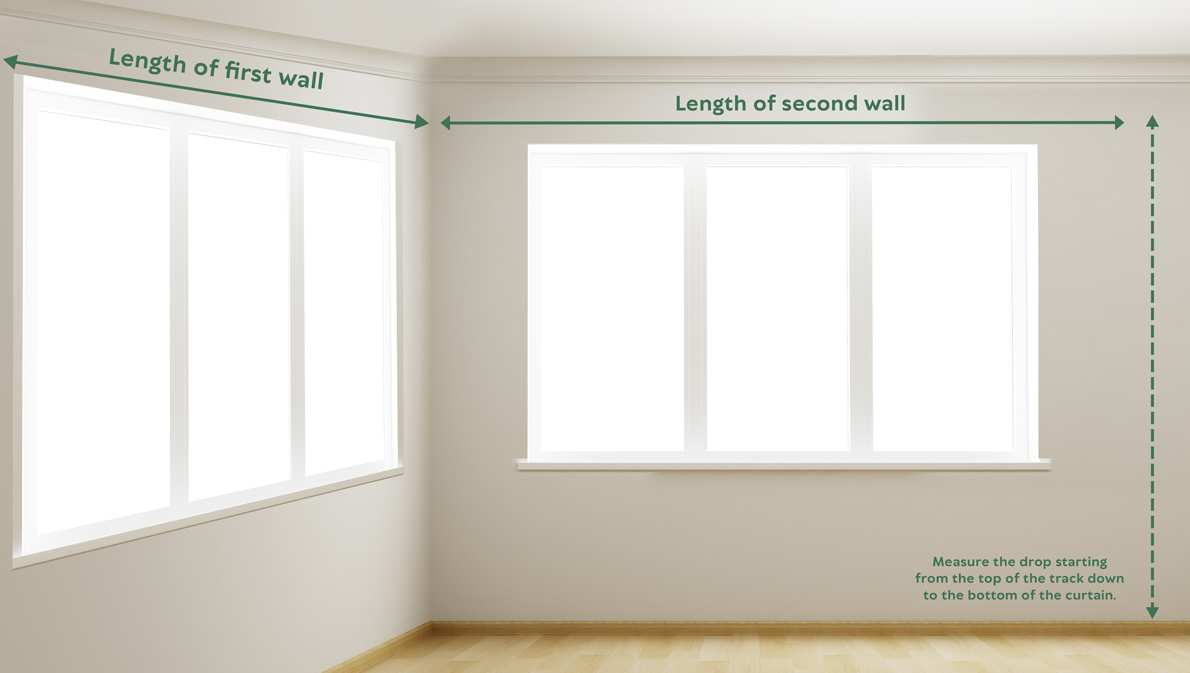 Length of first wall
Length of second wall
Measure the drop starting
from the top of the track down
to the bottom of the curtain.